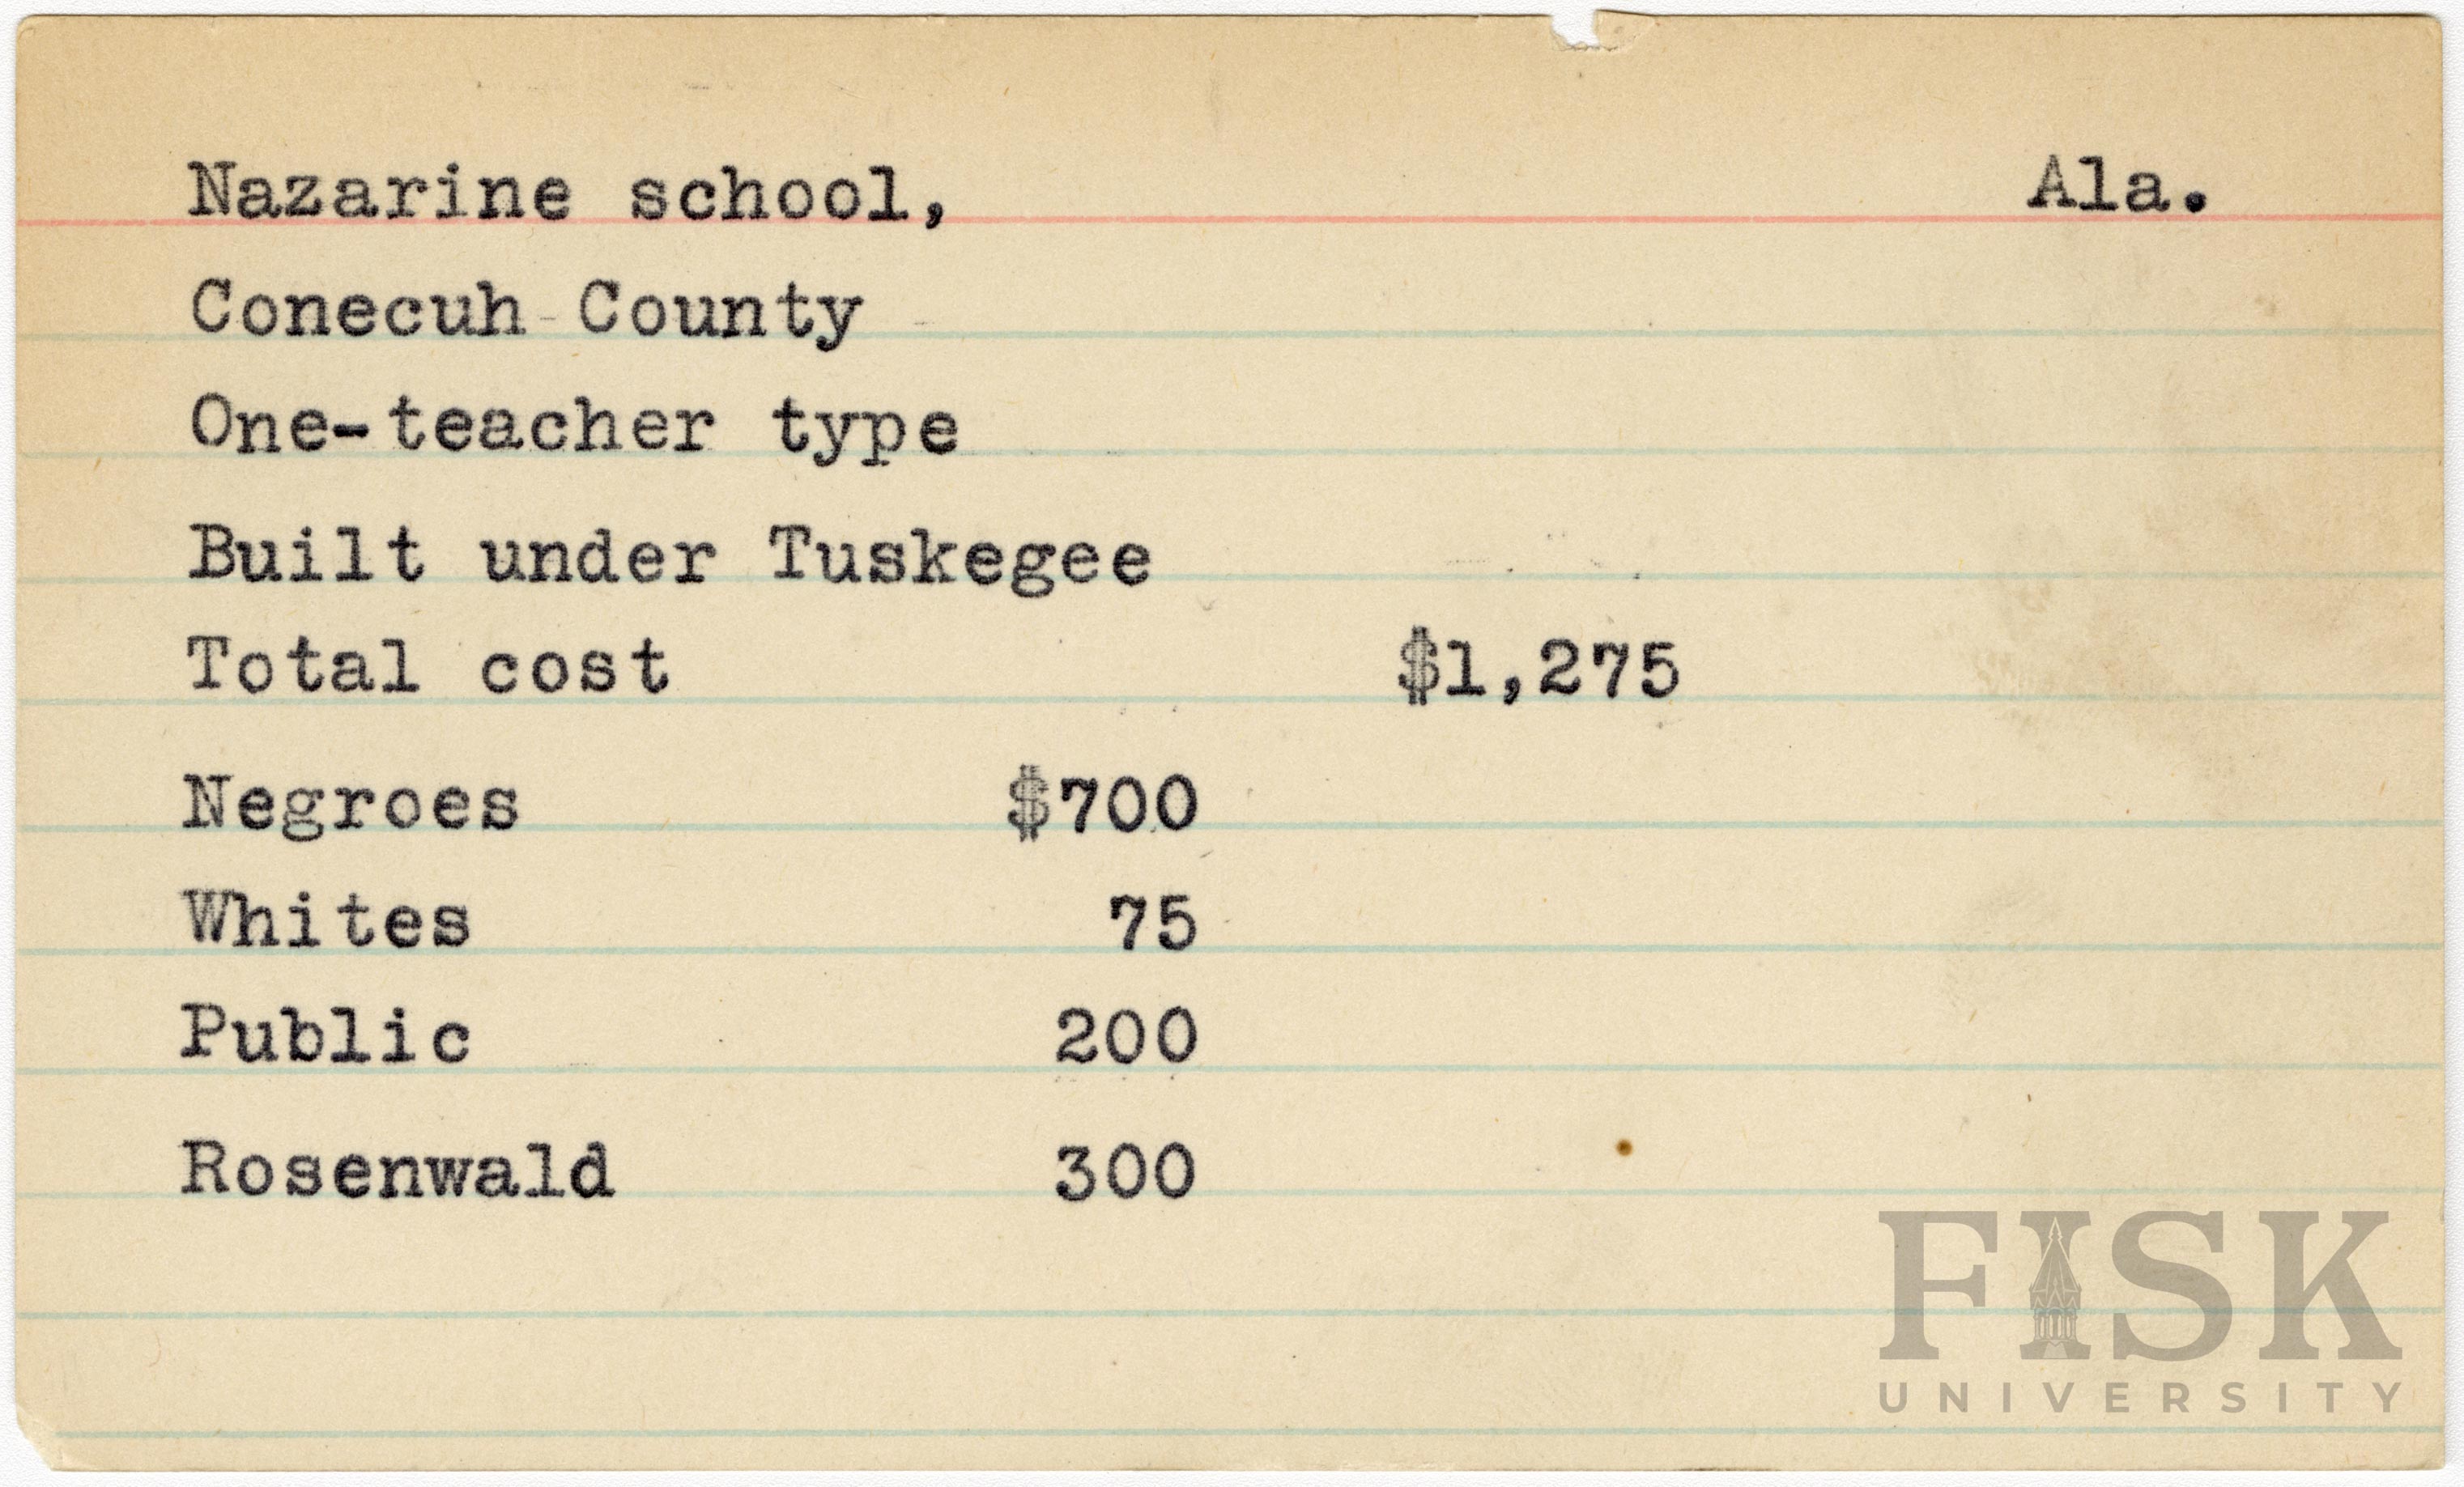 Nazarine school, Ala.
Conecuh County
One-teacher type
Built under Tuskegee
Total cost $1,275
Negroes $700
Whites 75
Public 200
Rosenwald 300
FISK
UNIVERSITY